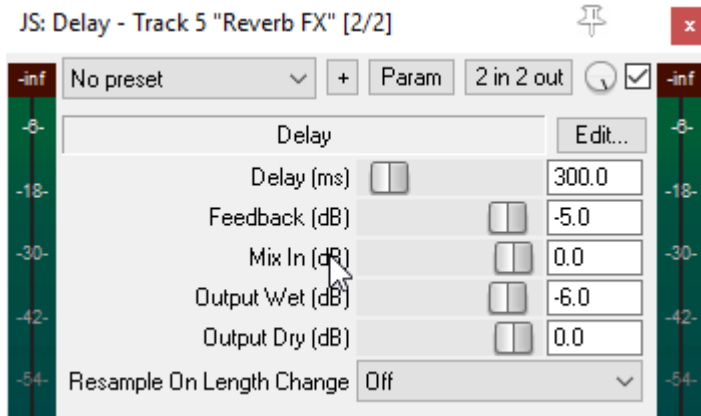 JS: Delay - Track 5 "Reverb FX" [2/2] x
-inf No preset + Param 2 in 2 out -inf
-6- Delay Edit... -6-
Delay (ms) 300.0
-18- -18-
Feedback (dB) -5.0
-30- Mix In (dB) 0.0 -30-
Output Wet (dB) -6.0
-42- -42-
Output Dry (dB) 0.0
-54- Resample On Length Change Off -54-